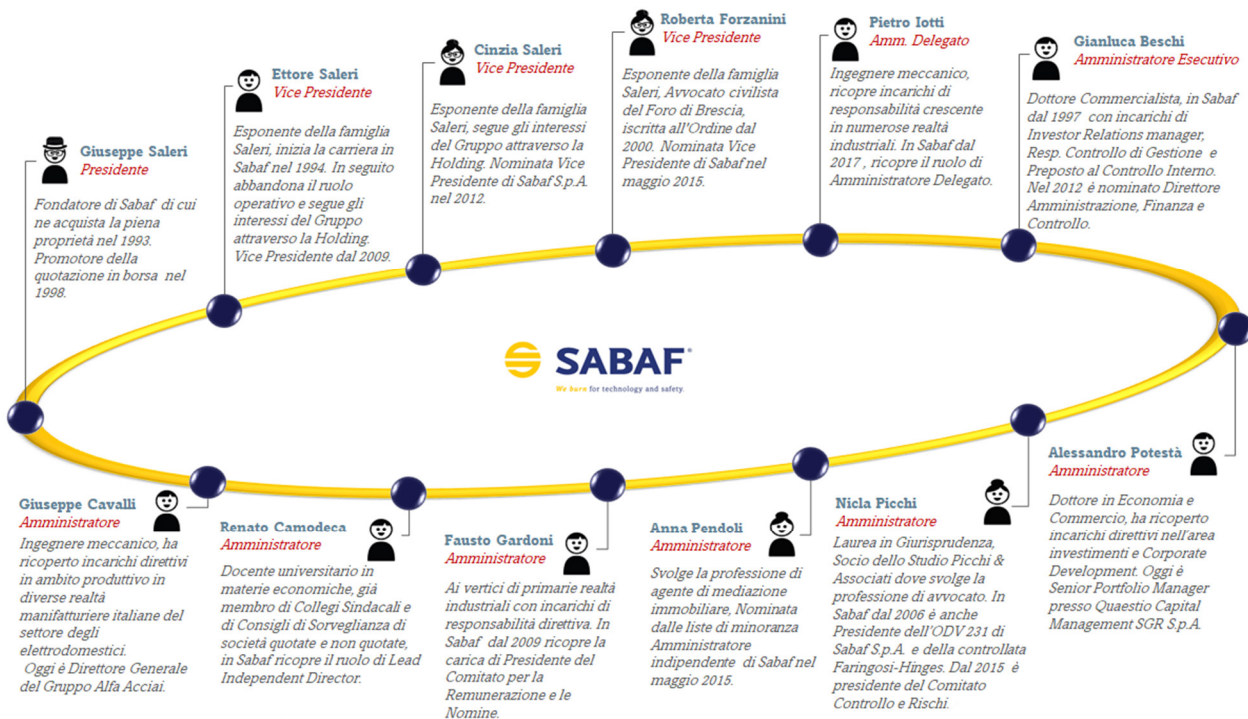 Giuseppe Saleri
Presidente
Fondatore di Sabaf di cui
ne acquista la piena
proprietà nel 1993.
Promotore della
quotazione in borsa nel
1998.
Ettore Saleri
Vice Presidente
Esponente della famiglia
Saleri, inizia la carriera in
Sabaf nel 1994. In seguito
abbandona il ruolo
operativo e segue gli
interessi del Gruppo
attraverso la Holding.
Vice Presidente dal 2009.
Cinzia Saleri
Vice Presidente
Esponente della famiglia
Saleri, segue gli interessi
del Gruppo attraverso la
Holding. Nominata Vice
Presidente di Sabaf S.p.A.
nel 2012.
Roberta Forzanini
Vice Presidente
Esponente della famiglia
Saleri, Avvocato civilista
del Foro di Brescia,
iscritta all'Ordine dal
2000. Nominata Vice
Presidente di Sabaf nel
maggio 2015.
Pietro Iotti
Amm. Delegato
Ingegnere meccanico,
ricopre incarichi di
responsabilità crescente
in numerose realtà
industriali. In Sabaf dal
2017 , ricopre il ruolo di
Amministratore Delegato.
Gianluca Beschi
Amministratore Esecutivo
Dottore Commercialista, in Sabaf
dal 1997 con incarichi di
Investor Relations manager,
Resp. Controllo di Gestione e
Preposto al Controllo Interno.
Nel 2012 è nominato Direttore
Amministrazione, Finanza e
Controllo.
SABAF®
We burn for technology and safety.
Giuseppe Cavalli
Amministratore
Ingegnere meccanico, ha
ricoperto incarichi direttivi
in ambito produttivo in
diverse realtà
manifatturiere italiane del
settore degli
elettrodomestici.
Oggi è Direttore Generale
del Gruppo Alfa Acciai.
Renato Camodeca
Amministratore
Docente universitario in
materie economiche, già
membro di Collegi Sindacali e
di Consigli di Sorveglianza di
società quotate e non quotate,
in Sabaf ricopre il ruolo di Lead
Independent Director.
Fausto Gardoni
Amministratore
Ai vertici di primarie realtà
industriali con incarichi di
responsabilità direttiva. In
Sabaf dal 2009 ricopre la
carica di Presidente del
Comitato per la
Remunerazione e le
Nomine.
Anna Pendoli
Amministratore
Svolge la professione di
agente di mediazione
immobiliare, Nominata
dalle liste di minoranza
Amministratore
indipendente di Sabaf nel
maggio 2015.
Nicla Picchi
Amministratore
Laurea in Giurisprudenza,
Socio dello Studio Picchi &
Associati dove svolge la
professione di avvocato. In
Sabaf dal 2006 è anche
Presidente dell'ODV 231 di
Sabaf S.p.A. e della controllata
Faringosi-Hinges. Dal 2015 è
presidente del Comitato
Controllo e Rischi.
Alessandro Potestà
Amministratore
Dottore in Economia e
Commercio, ha ricoperto
incarichi direttivi nell'area
investimenti e Corporate
Development. Oggi è
Senior Portfolio Manager
presso Quaestio Capital
Management SGR S.p.A.